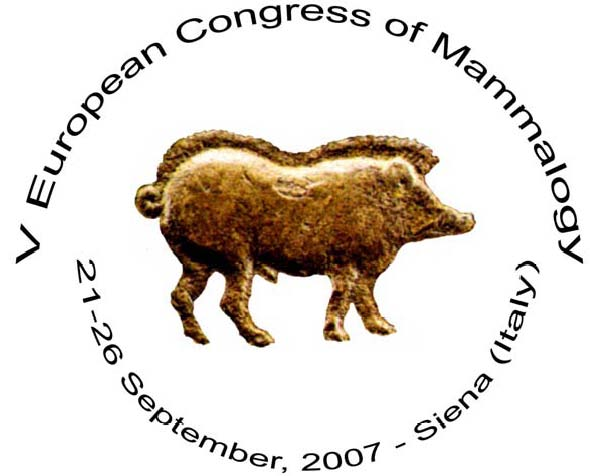 V European Congress of Mammalogy
21-26 September, 2007 - Siena (Italy)